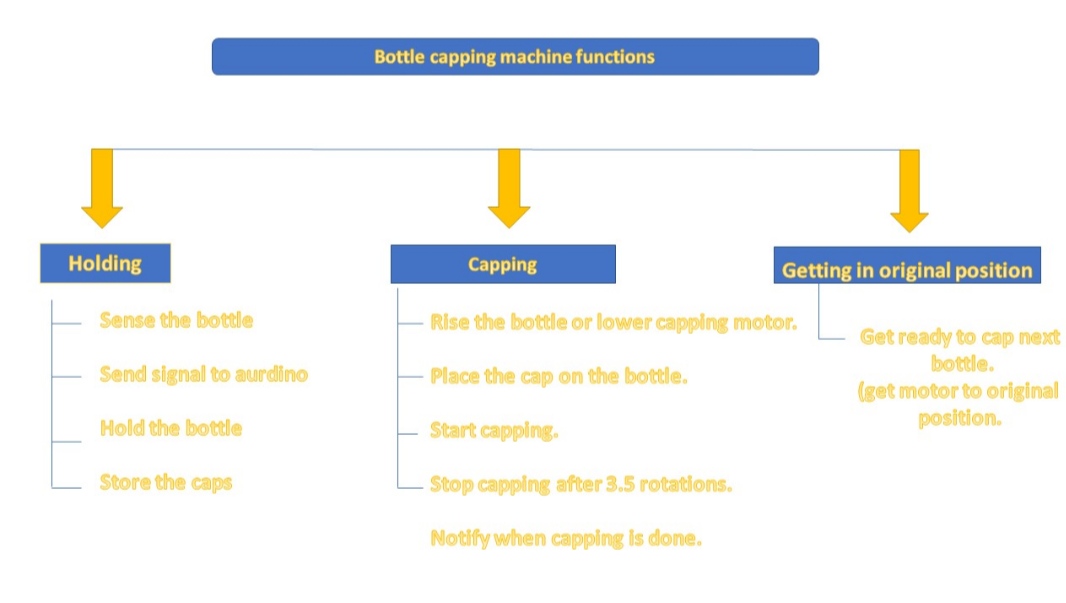 Bottle capping machine functions
Holding
Sense the bottle
Send signal to aurdino
Hold the bottle
Store the caps
Capping
Rise the bottle or lower capping motor.
Place the cap on the bottle.
Start capping.
Stop capping after 3.5 rotations.
Notify when capping is done.
Getting in original position
Get ready to cap next
bottle.
(get motor to original
position.